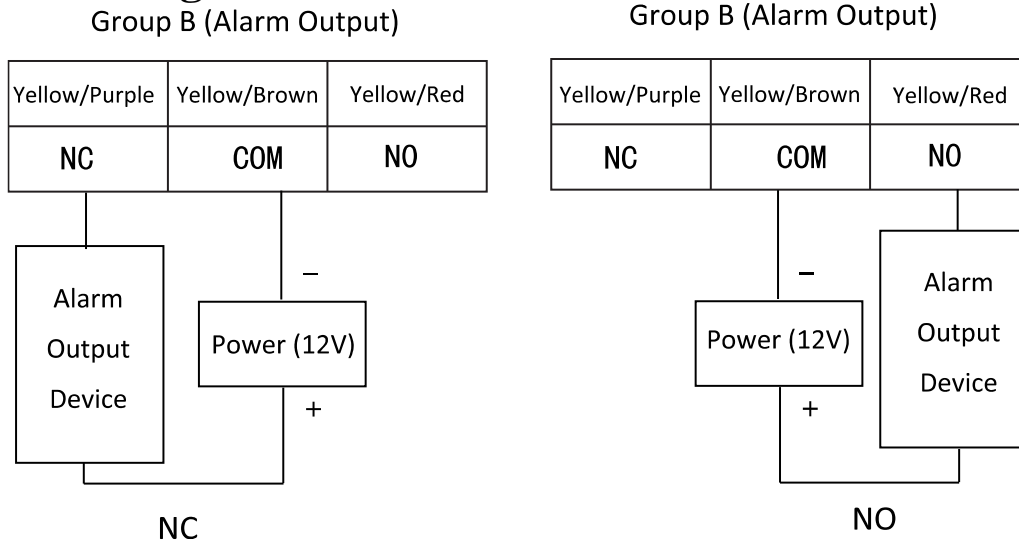 Group B (Alarm Output)
Yellow/Purple Yellow/Brown Yellow/Red
NC COM NO
−
Alarm
Output
Device
Power (12V)
+
NC
Group B (Alarm Output)
Yellow/Purple Yellow/Brown Yellow/Red
NC COM NO
−
Power (12V)
+
Alarm
Output
Device
NO